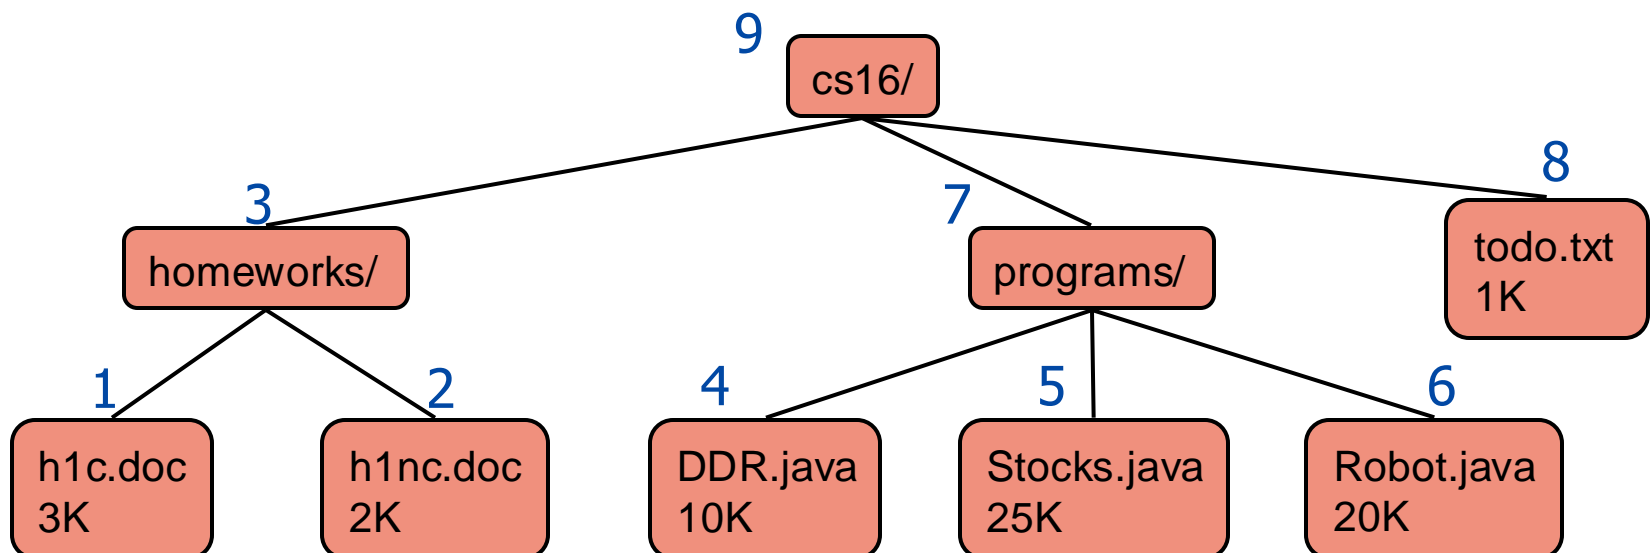 9
cs16/
8
3
7
homeworks/
programs/
todo.txt
1K
1
2
4
5
6
h1c.doc
3K
h1nc.doc
2K
DDR.java
10K
Stocks.java
25K
Robot.java
20K